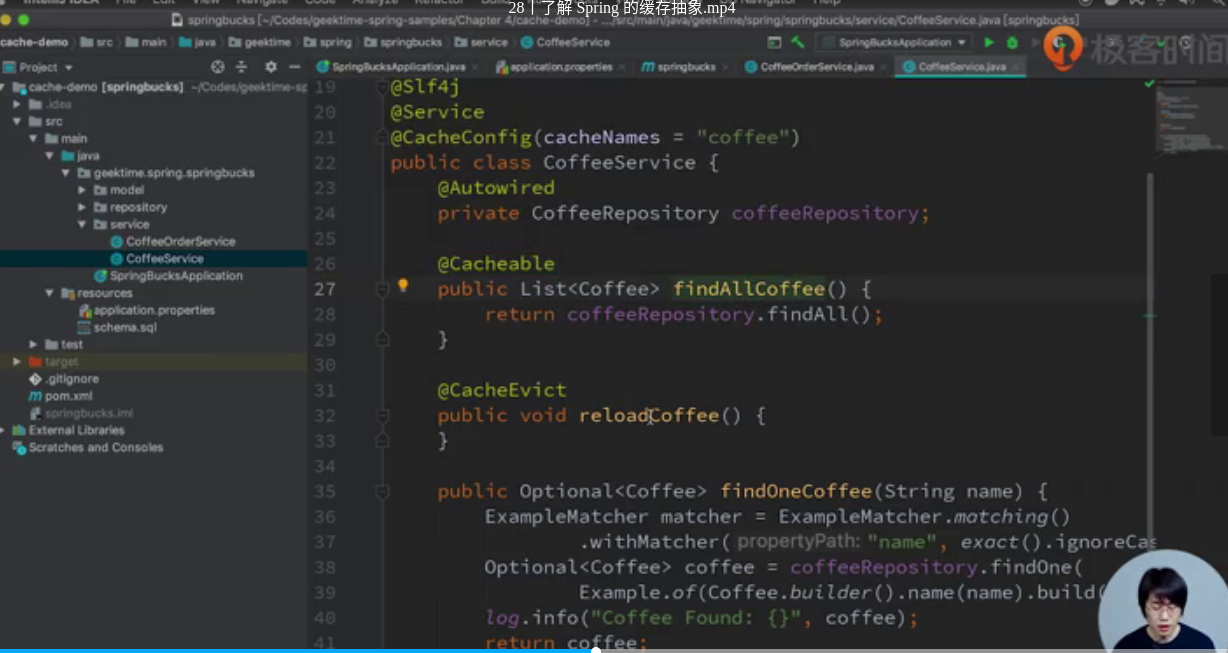 28丨了解 Spring 的缓存抽象.mp4
springbucks [~/Codes/geektime-spring-samples/Chapter 4/cache-demo] - .../src/main/java/geektime/spring/springbucks/service/CoffeeService.java [springbucks]
cache-demo src main java geektime spring springbucks service CoffeeService SpringBucksApplication
极客时间
Project SpringBucksApplication.java application.properties springbucks CoffeeOrderService.java CoffeeService.java
cache-demo [springbucks] ~/Codes/geektime-sp
.idea
src
main
java
geektime.spring.springbucks
model
repository
service
CoffeeOrderService
CoffeeService
SpringBucksApplication
resources
application.properties
schema.sql
test
target
.gitignore
pom.xml
springbucks.iml
External Libraries
Scratches and Consoles
19 @Slf4j
20 @Service
21 @CacheConfig(cacheNames = "coffee")
22 public class CoffeeService {
23 @Autowired
24 private CoffeeRepository coffeeRepository;
25
26 @Cacheable
27 public List<Coffee> findAllCoffee() {
28 return coffeeRepository.findAll();
29 }
30
31 @CacheEvict
32 public void reloadCoffee() {
33 }
34
35 public Optional<Coffee> findOneCoffee(String name) {
36 ExampleMatcher matcher = ExampleMatcher.matching()
37 .withMatcher( propertyPath: "name", exact().ignoreCas
38 Optional<Coffee> coffee = coffeeRepository.findOne(
39 Example.of(Coffee.builder().name(name).build(
40 log.info("Coffee Found: {}", coffee);
41 return coffee;